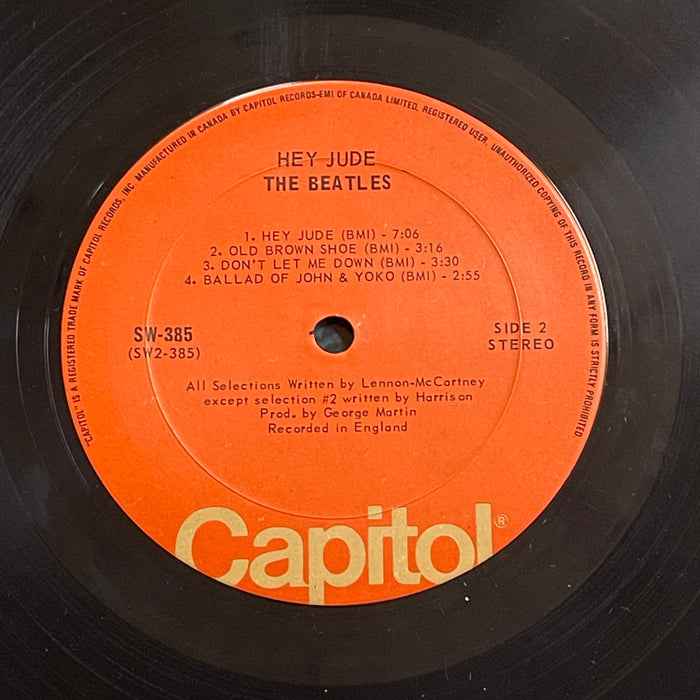 "CAPITOL" IS A REGISTERED TRADE MARK OF CAPITOL RECORDS, INC. MANUFACTURED IN CANADA BY CAPITOL RECORDS-EMI OF CANADA LIMITED, REGISTERED USER. UNAUTHORIZED COPYING OF THIS RECORD IN ANY FORM IS STRICTLY PROHIBITED.
HEY JUDE
THE BEATLES
1. HEY JUDE (BMI) - 7:06
2. OLD BROWN SHOE (BMI) - 3:16
3. DON'T LET ME DOWN (BMI) - 3:30
4. BALLAD OF JOHN & YOKO (BMI) - 2:55
SW-385
(SW2-385)
SIDE 2
STEREO
All Selections Written by Lennon-McCartney
except selection #2 written by Harrison
Prod. by George Martin
Recorded in England
Capitol®